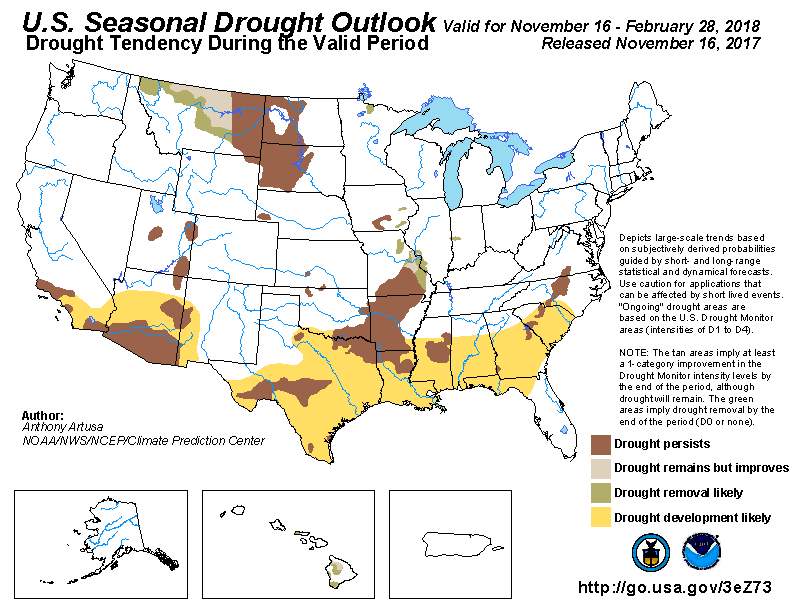 U.S. Seasonal Drought Outlook Valid for November 16 - February 28, 2018
Drought Tendency During the Valid Period Released November 16, 2017
Depicts large-scale trends based
on subjectively derived probabilities
guided by short- and long-range
statistical and dynamical forecasts.
Use caution for applications that
can be affected by short lived events.
"Ongoing" drought areas are
based on the U.S. Drought Monitor
areas (intensities of D1 to D4).
NOTE: The tan areas imply at least
a 1-category improvement in the
Drought Monitor intensity levels by
the end of the period, although
drought will remain. The green
areas imply drought removal by the
end of the period (D0 or none).
Author:
Anthony Artusa
NOAA/NWS/NCEP/Climate Prediction Center
Drought persists
Drought remains but improves
Drought removal likely
Drought development likely
http://go.usa.gov/3eZ73